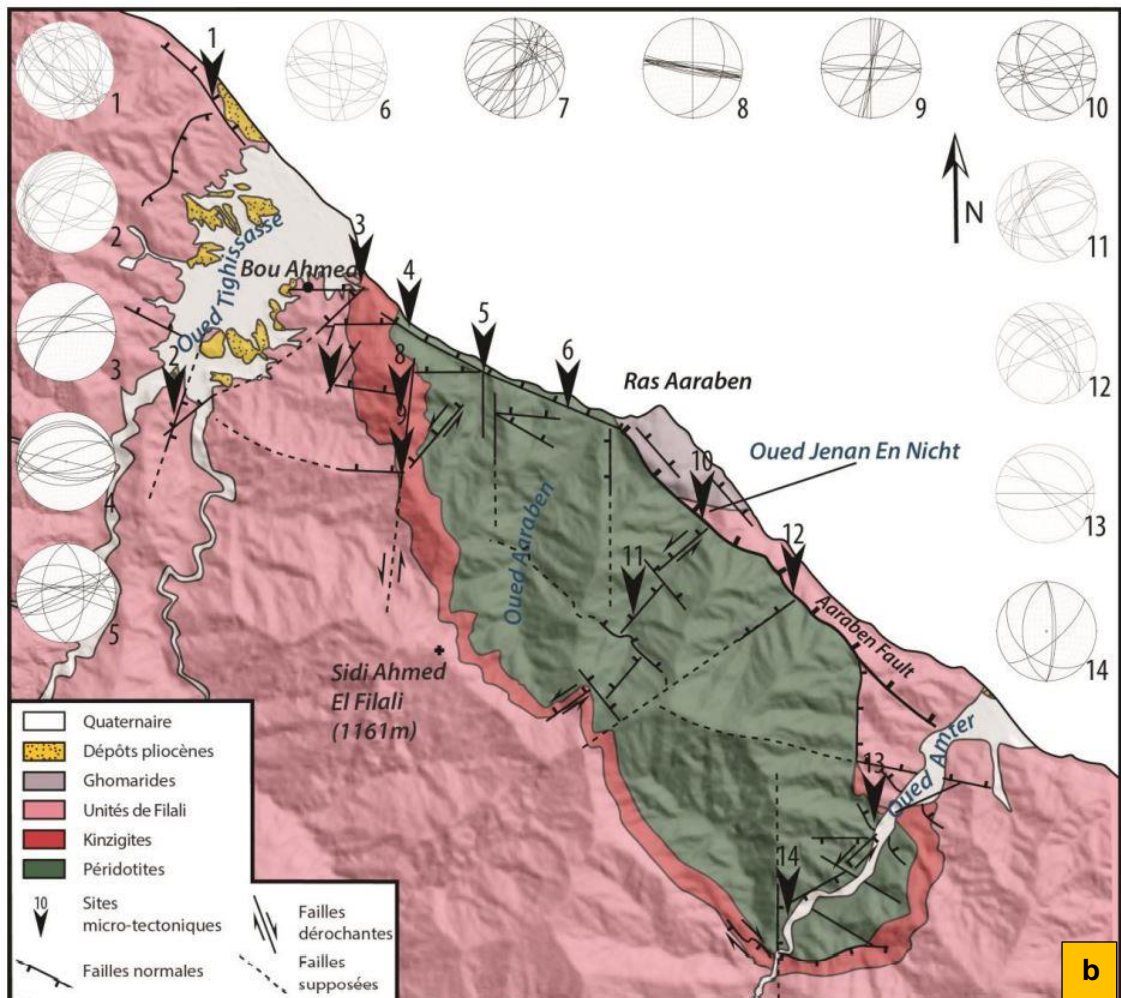 1
6
7
8
9
10
1
2
3
4
5
11
12
13
14
N
1
3
4
5
6
2
8
9
10
11
12
13
14
Oued Tighissasse
Bou Ahmed
Ras Aaraben
Oued Jenan En Nicht
Oued Aaraben
Aaraben Fault
Sidi Ahmed
El Filali
(1161m)
Oued Amter
Quaternaire
Dépôts pliocènes
Ghomarides
Unités de Filali
Kinzigites
Péridotites
10
Sites
micro-tectoniques
Failles normales
Failles
dérochantes
Failles
supposées
b